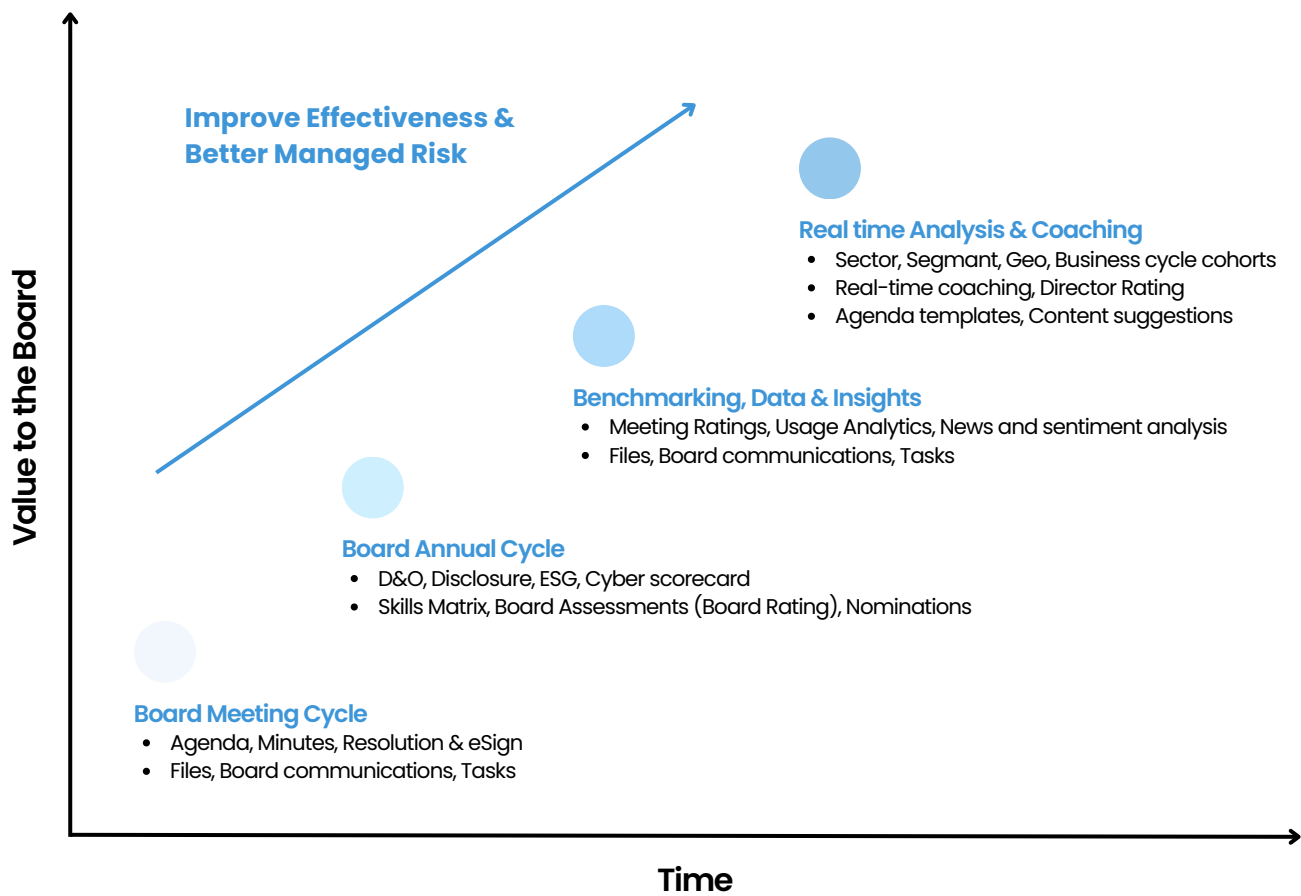 Improve Effectiveness &
Better Managed Risk
Real time Analysis & Coaching
• Sector, Segmant, Geo, Business cycle cohorts
• Real-time coaching, Director Rating
• Agenda templates, Content suggestions
Benchmarking, Data & Insights
• Meeting Ratings, Usage Analytics, News and sentiment analysis
• Files, Board communications, Tasks
Board Annual Cycle
• D&O, Disclosure, ESG, Cyber scorecard
• Skills Matrix, Board Assessments (Board Rating), Nominations
Board Meeting Cycle
• Agenda, Minutes, Resolution & eSign
• Files, Board communications, Tasks
Value to the Board
Time